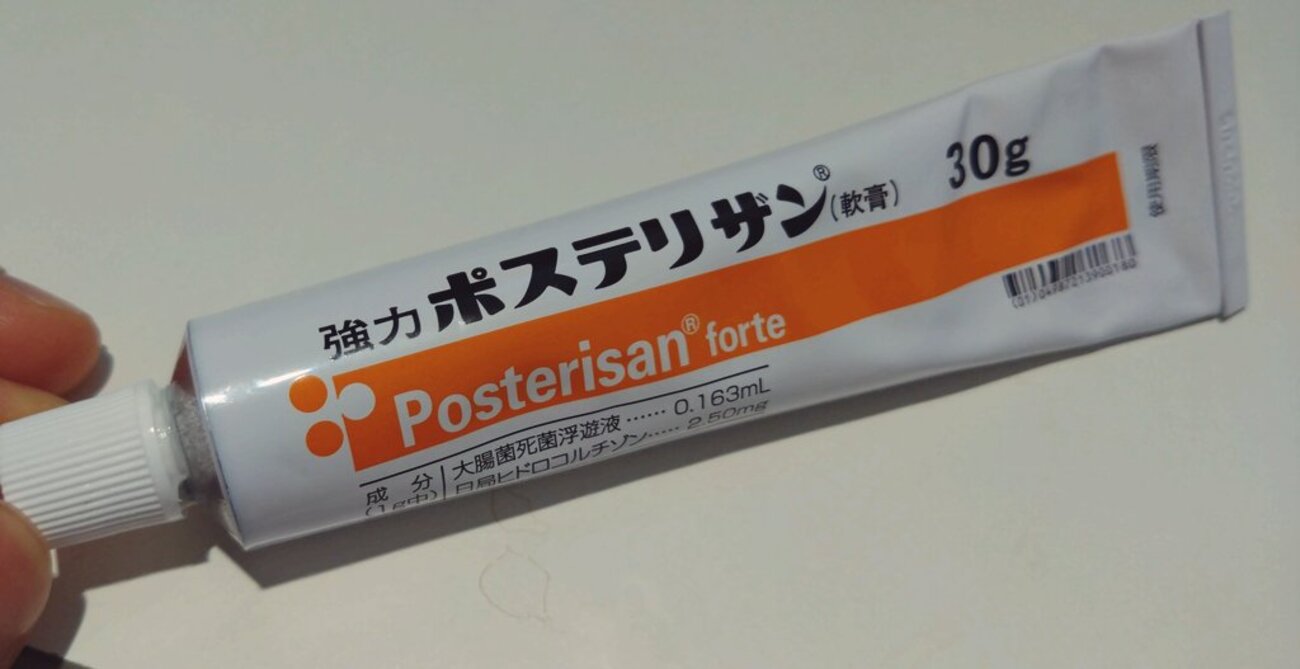 強力ポステリザン®(軟膏) 30g
Posterisan® forte
成 分 大腸菌死菌浮遊液…… 0.163mL
(1g中) 日局ヒドロコルチゾン…… 2.50mg
(01)04987213900180